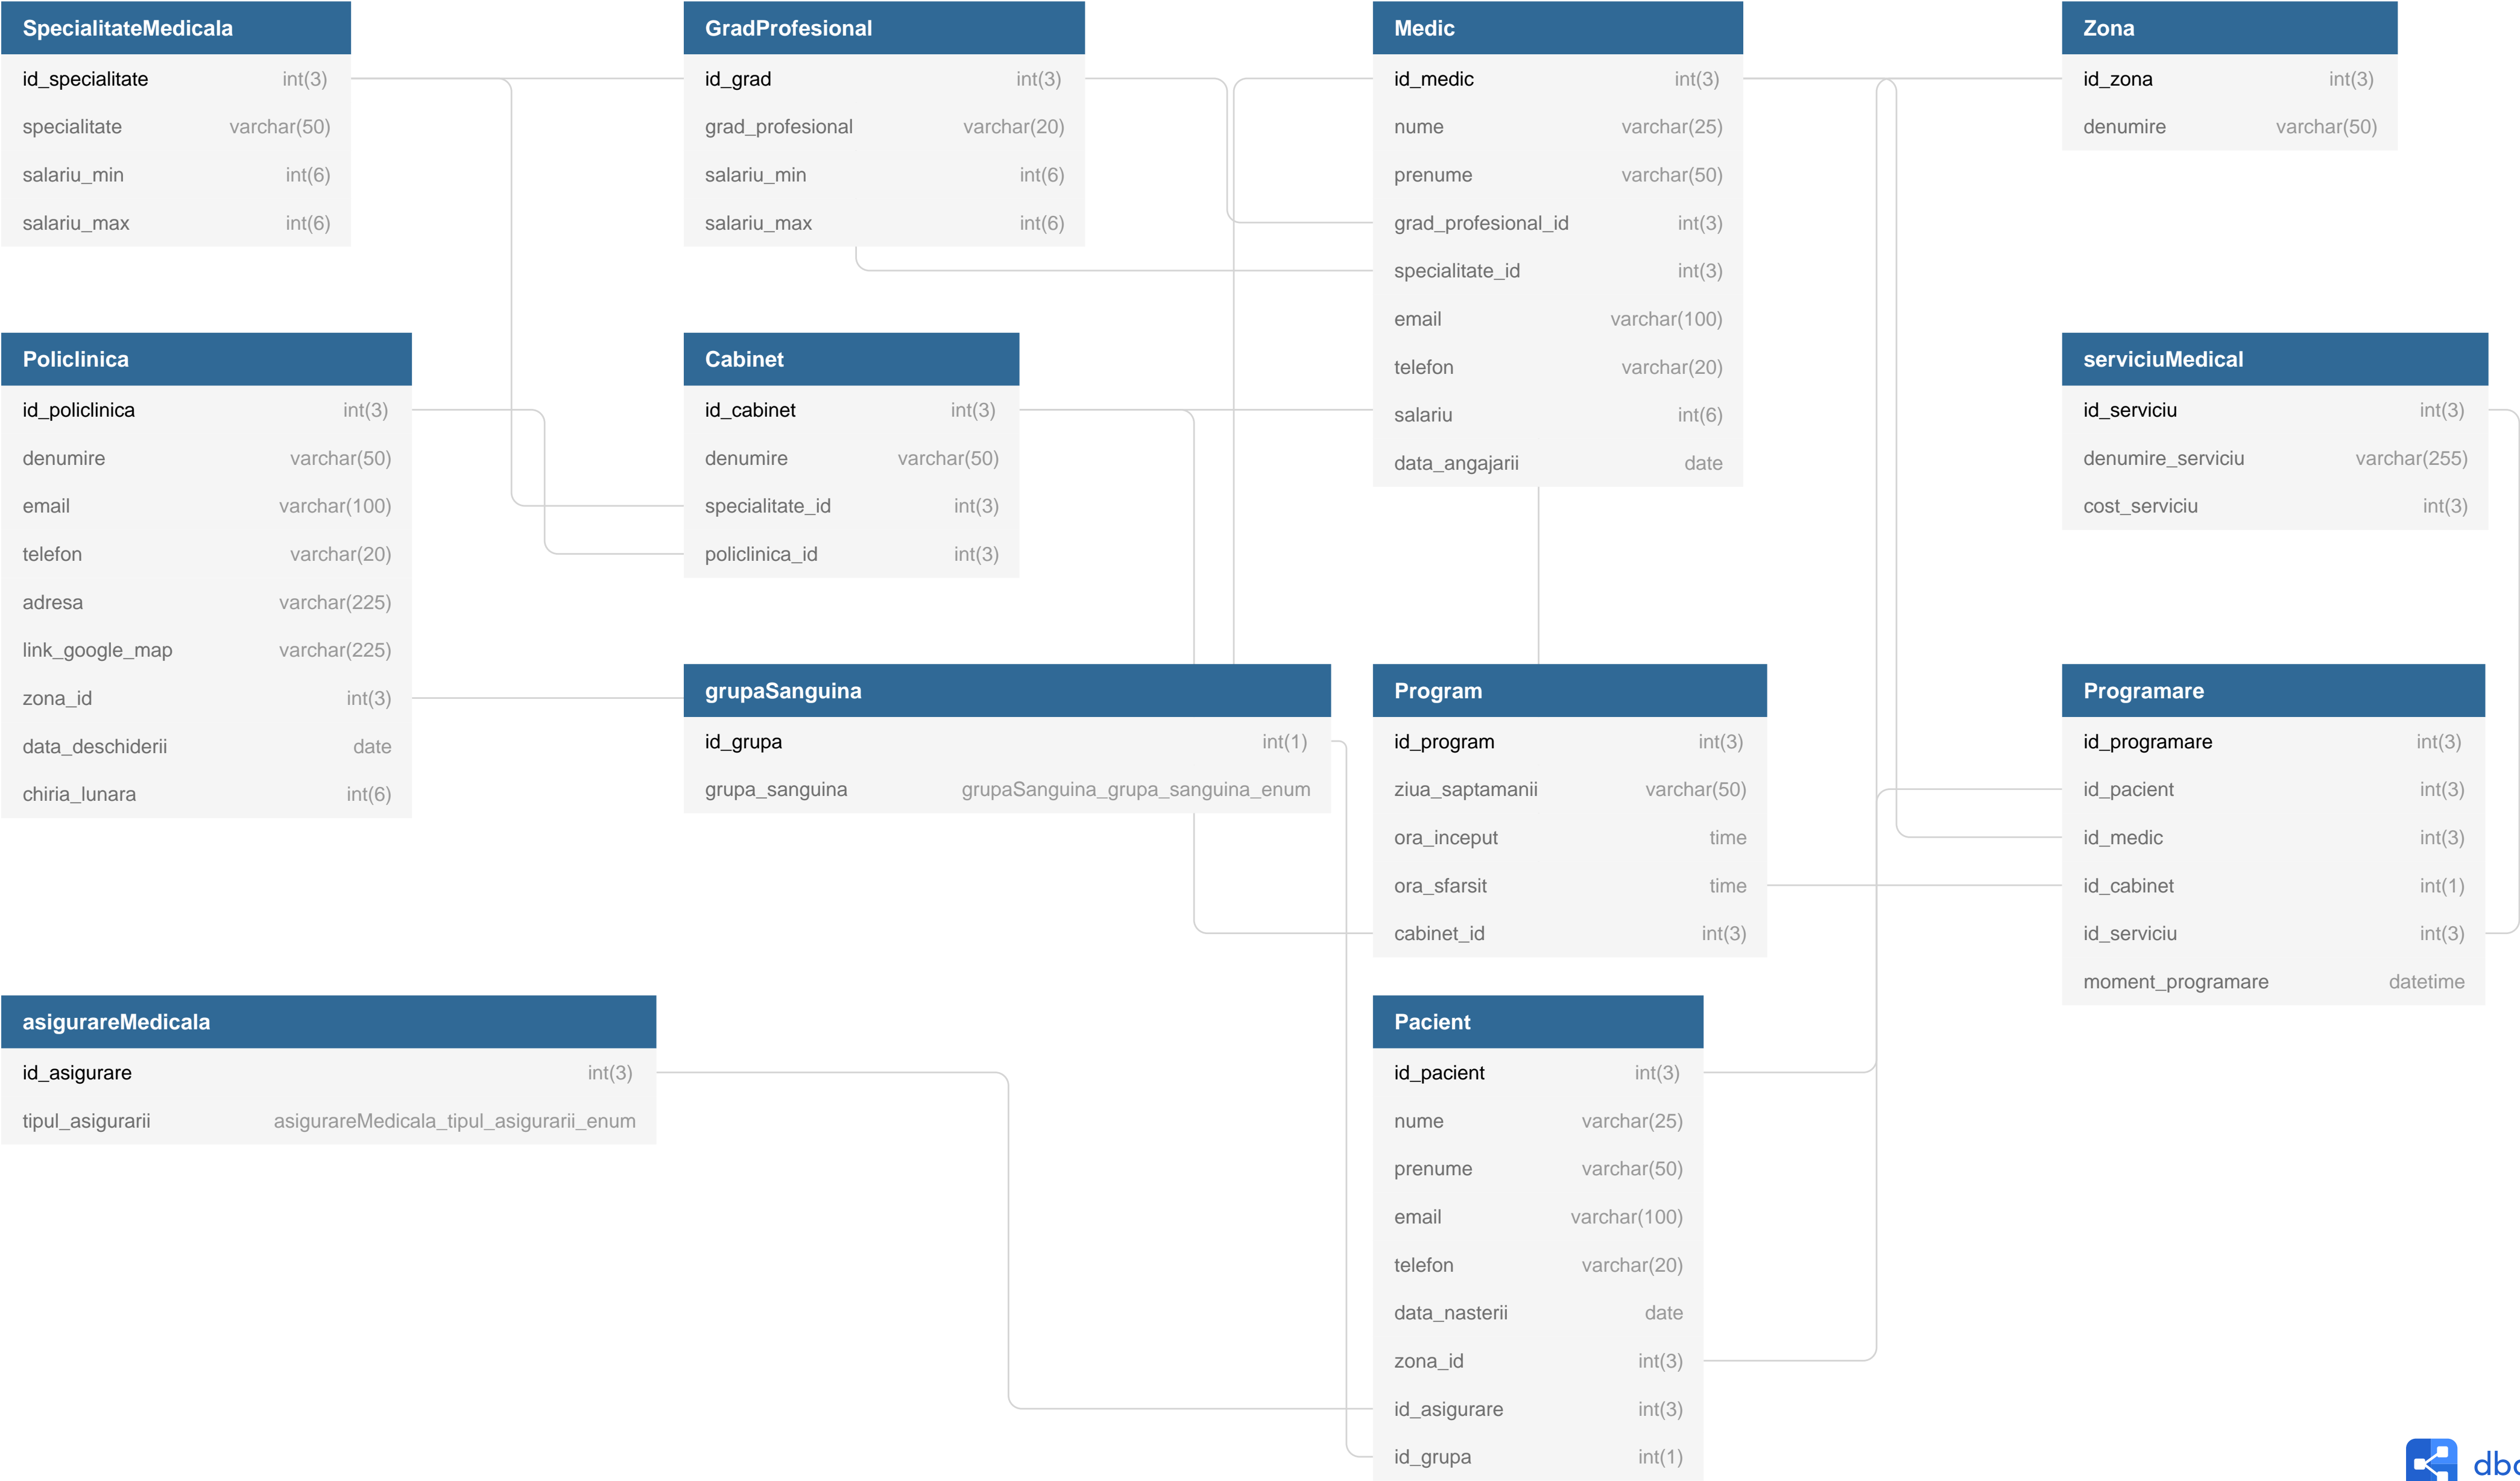 SpecialitateMedicala
id_specialitate int(3)
specialitate varchar(50)
salariu_min int(6)
salariu_max int(6)
GradProfesional
id_grad int(3)
grad_profesional varchar(20)
salariu_min int(6)
salariu_max int(6)
Medic
id_medic int(3)
nume varchar(25)
prenume varchar(50)
grad_profesional_id int(3)
specialitate_id int(3)
email varchar(100)
telefon varchar(20)
salariu int(6)
data_angajarii date
Zona
id_zona int(3)
denumire varchar(50)
Policlinica
id_policlinica int(3)
denumire varchar(50)
email varchar(100)
telefon varchar(20)
adresa varchar(225)
link_google_map varchar(225)
zona_id int(3)
data_deschiderii date
chiria_lunara int(6)
Cabinet
id_cabinet int(3)
denumire varchar(50)
specialitate_id int(3)
policlinica_id int(3)
serviciuMedical
id_serviciu int(3)
denumire_serviciu varchar(255)
cost_serviciu int(3)
grupaSanguina
id_grupa int(1)
grupa_sanguina grupaSanguina_grupa_sanguina_enum
Program
id_program int(3)
ziua_saptamanii varchar(50)
ora_inceput time
ora_sfarsit time
cabinet_id int(3)
Programare
id_programare int(3)
id_pacient int(3)
id_medic int(3)
id_cabinet int(1)
id_serviciu int(3)
moment_programare datetime
asigurareMedicala
id_asigurare int(3)
tipul_asigurarii asigurareMedicala_tipul_asigurarii_enum
Pacient
id_pacient int(3)
nume varchar(25)
prenume varchar(50)
email varchar(100)
telefon varchar(20)
data_nasterii date
zona_id int(3)
id_asigurare int(3)
id_grupa int(1)